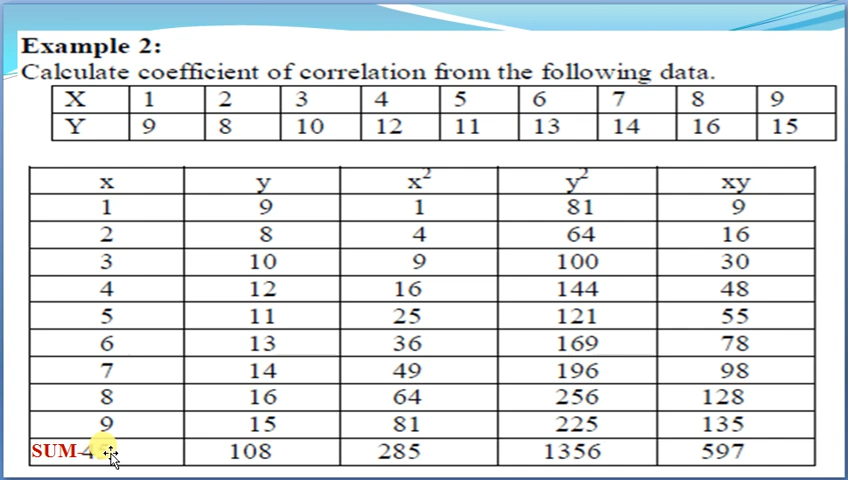 Example 2:
Calculate coefficient of correlation from the following data.
X 1 2 3 4 5 6 7 8 9
Y 9 8 10 12 11 13 14 16 15
x y x² y² xy
1 9 1 81 9
2 8 4 64 16
3 10 9 100 30
4 12 16 144 48
5 11 25 121 55
6 13 36 169 78
7 14 49 196 98
8 16 64 256 128
9 15 81 225 135
SUM-45 108 285 1356 597